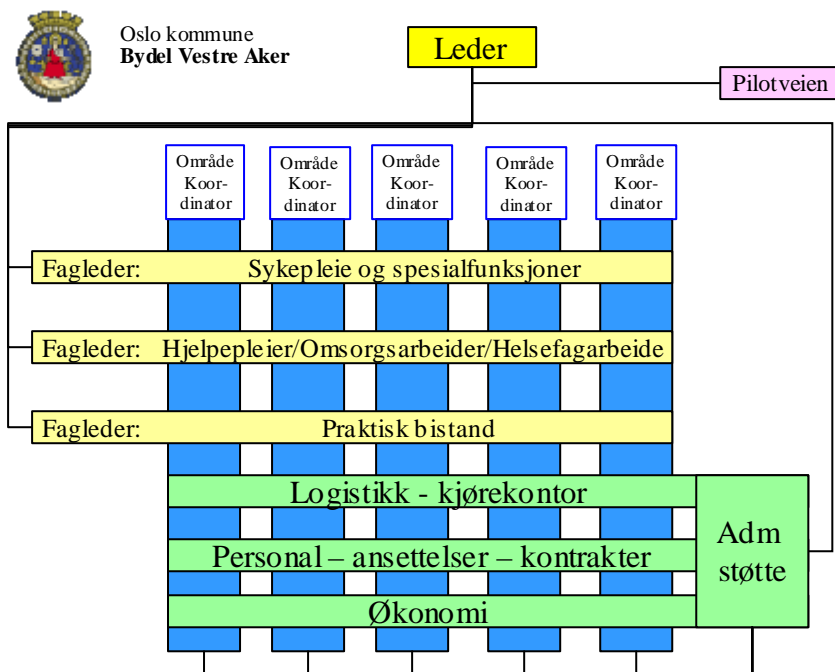 Oslo kommune
Bydel Vestre Aker
Leder
Pilotveien
Område
Koor-
dinator
Område
Koor-
dinator
Område
Koor-
dinator
Område
Koor-
dinator
Område
Koor-
dinator
Fagleder: Sykepleie og spesialfunksjoner
Fagleder: Hjelpepleier/Omsorgsarbeider/Helsefagarbeide
Fagleder: Praktisk bistand
Logistikk - kjørekontor
Personal – ansettelser – kontrakter
Økonomi
Adm
støtte